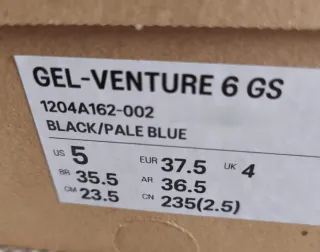 GEL-VENTURE 6 GS
1204A162-002
BLACK/PALE BLUE
US 5 EUR 37.5 UK 4
BR 35.5 AR 36.5
CM 23.5 CN 235(2.5)